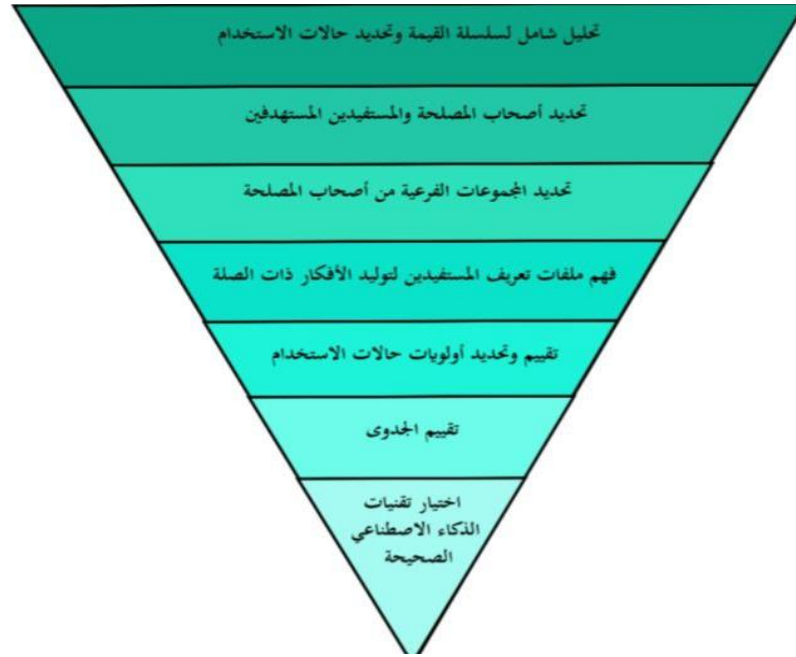 تحليل شامل لسلسلة القيمة وتحديد حالات الاستخدام
تحديد أصحاب المصلحة والمستفيدين المستهدفين
تحديد المجموعات الفرعية من أصحاب المصلحة
فهم ملفات تعريف المستفيدين لتوليد الأفكار ذات الصلة
تقييم وتحديد أولويات حالات الاستخدام
تقييم الجدوى
اختيار تقنيات
الذكاء الاصطناعي
الصحيحة